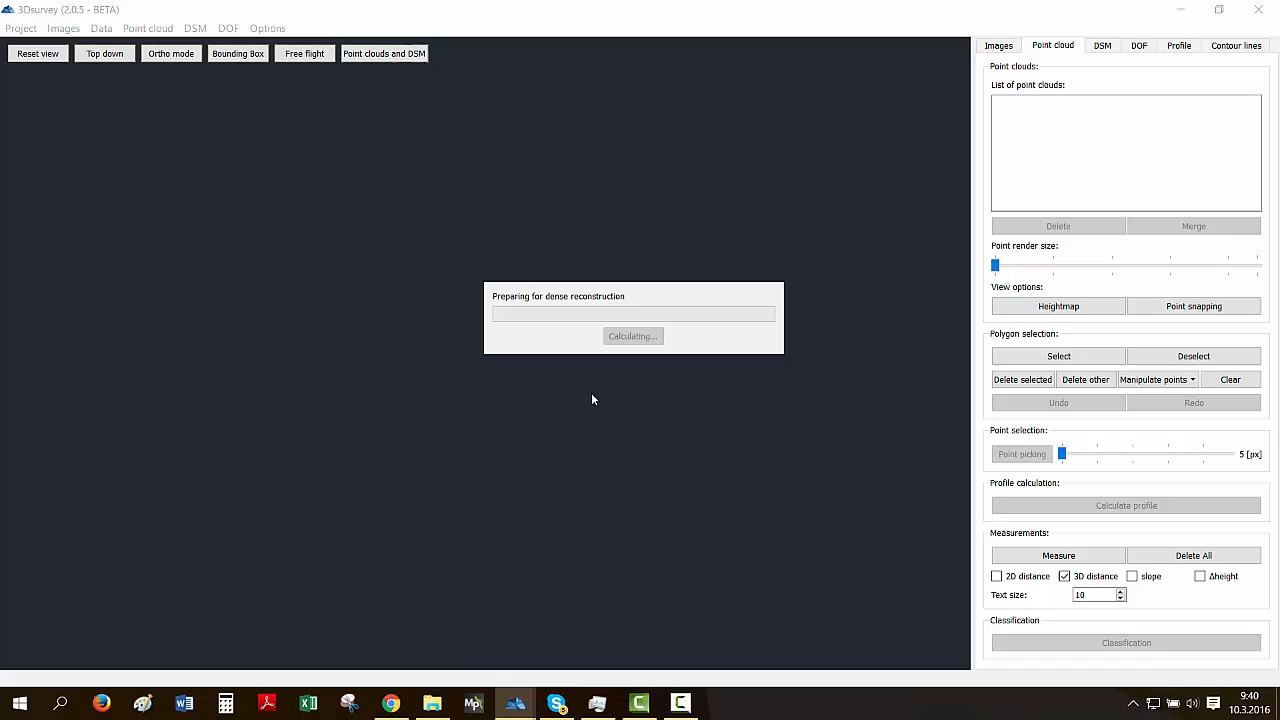 3Dsurvey (2.0.5 - BETA)
Project Images Data Point cloud DSM DOF Options
Reset view Top down Ortho mode Bounding Box Free flight Point clouds and DSM
Images Point cloud DSM DOF Profile Contour lines
Point clouds:
List of point clouds:
Delete Merge
Point render size:
View options:
Heightmap Point snapping
Preparing for dense reconstruction
Calculating...
Polygon selection:
Select Deselect
Delete selected Delete other Manipulate points Clear
Undo Redo
Point selection:
Point picking 5 [px]
Profile calculation:
Calculate profile
Measurements:
Measure Delete All
2D distance 3D distance slope Δheight
Text size: 10
Classification
Classification
9:40
10.3.2016